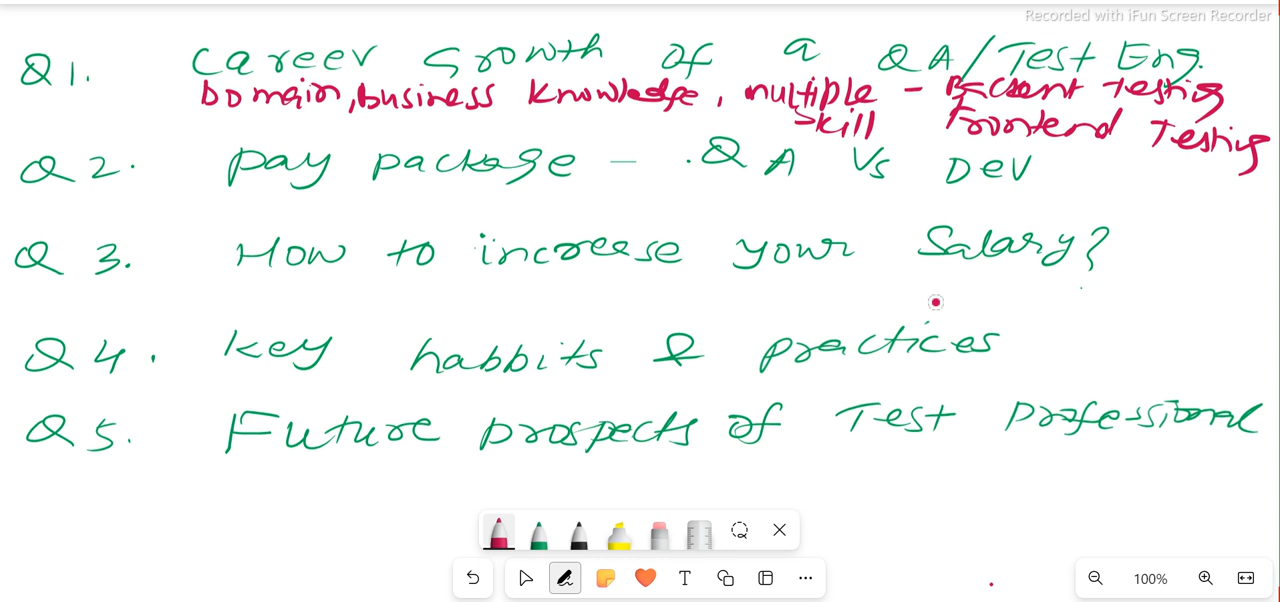 Recorded with iFun Screen Recorder
Q1. Career Growth of a QA/Test Eng.
Domain, business knowledge, multiple - Backend Testing
skill Frontend Testing
Q2. pay package - QA Vs Dev
Q3. How to increase your Salary?
Q4. key habbits & practices
Q5. Future prospects of Test professional
T
100%